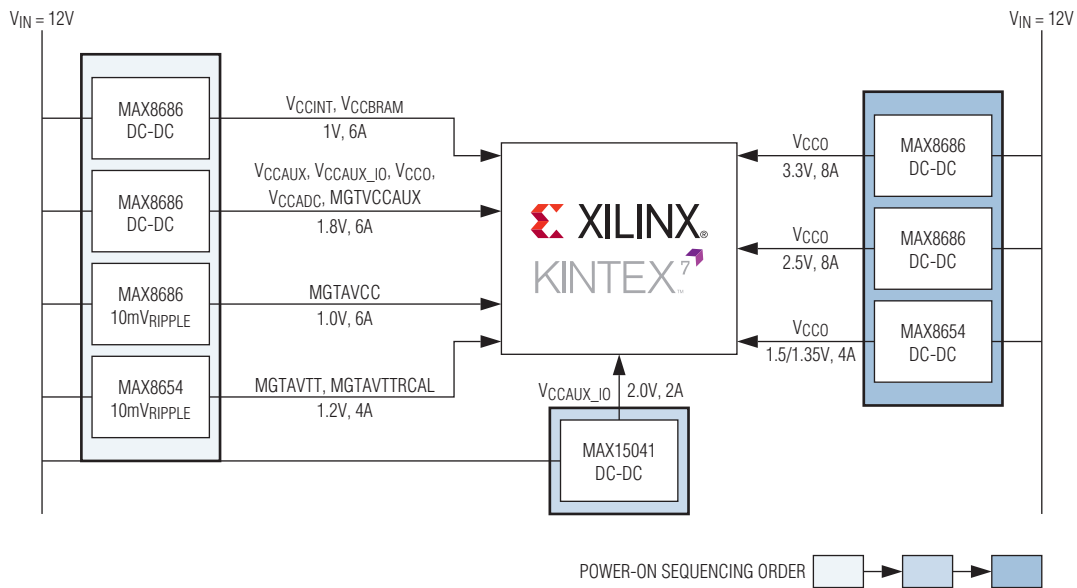 VIN = 12V
VIN = 12V
MAX8686
DC-DC
VCCINT, VCCBRAM
1V, 6A
MAX8686
DC-DC
VCCAUX, VCCAUX_IO, VCCO,
VCCADC, MGTVCCAUX
1.8V, 6A
MAX8686
10mVRIPPLE
MGTAVCC
1.0V, 6A
MAX8654
10mVRIPPLE
MGTAVTT, MGTAVTTRCAL
1.2V, 4A
XILINX®
KINTEX™ 7
VCCO
3.3V, 8A
MAX8686
DC-DC
VCCO
2.5V, 8A
MAX8686
DC-DC
VCCO
1.5/1.35V, 4A
MAX8654
DC-DC
VCCAUX_IO 2.0V, 2A
MAX15041
DC-DC
POWER-ON SEQUENCING ORDER